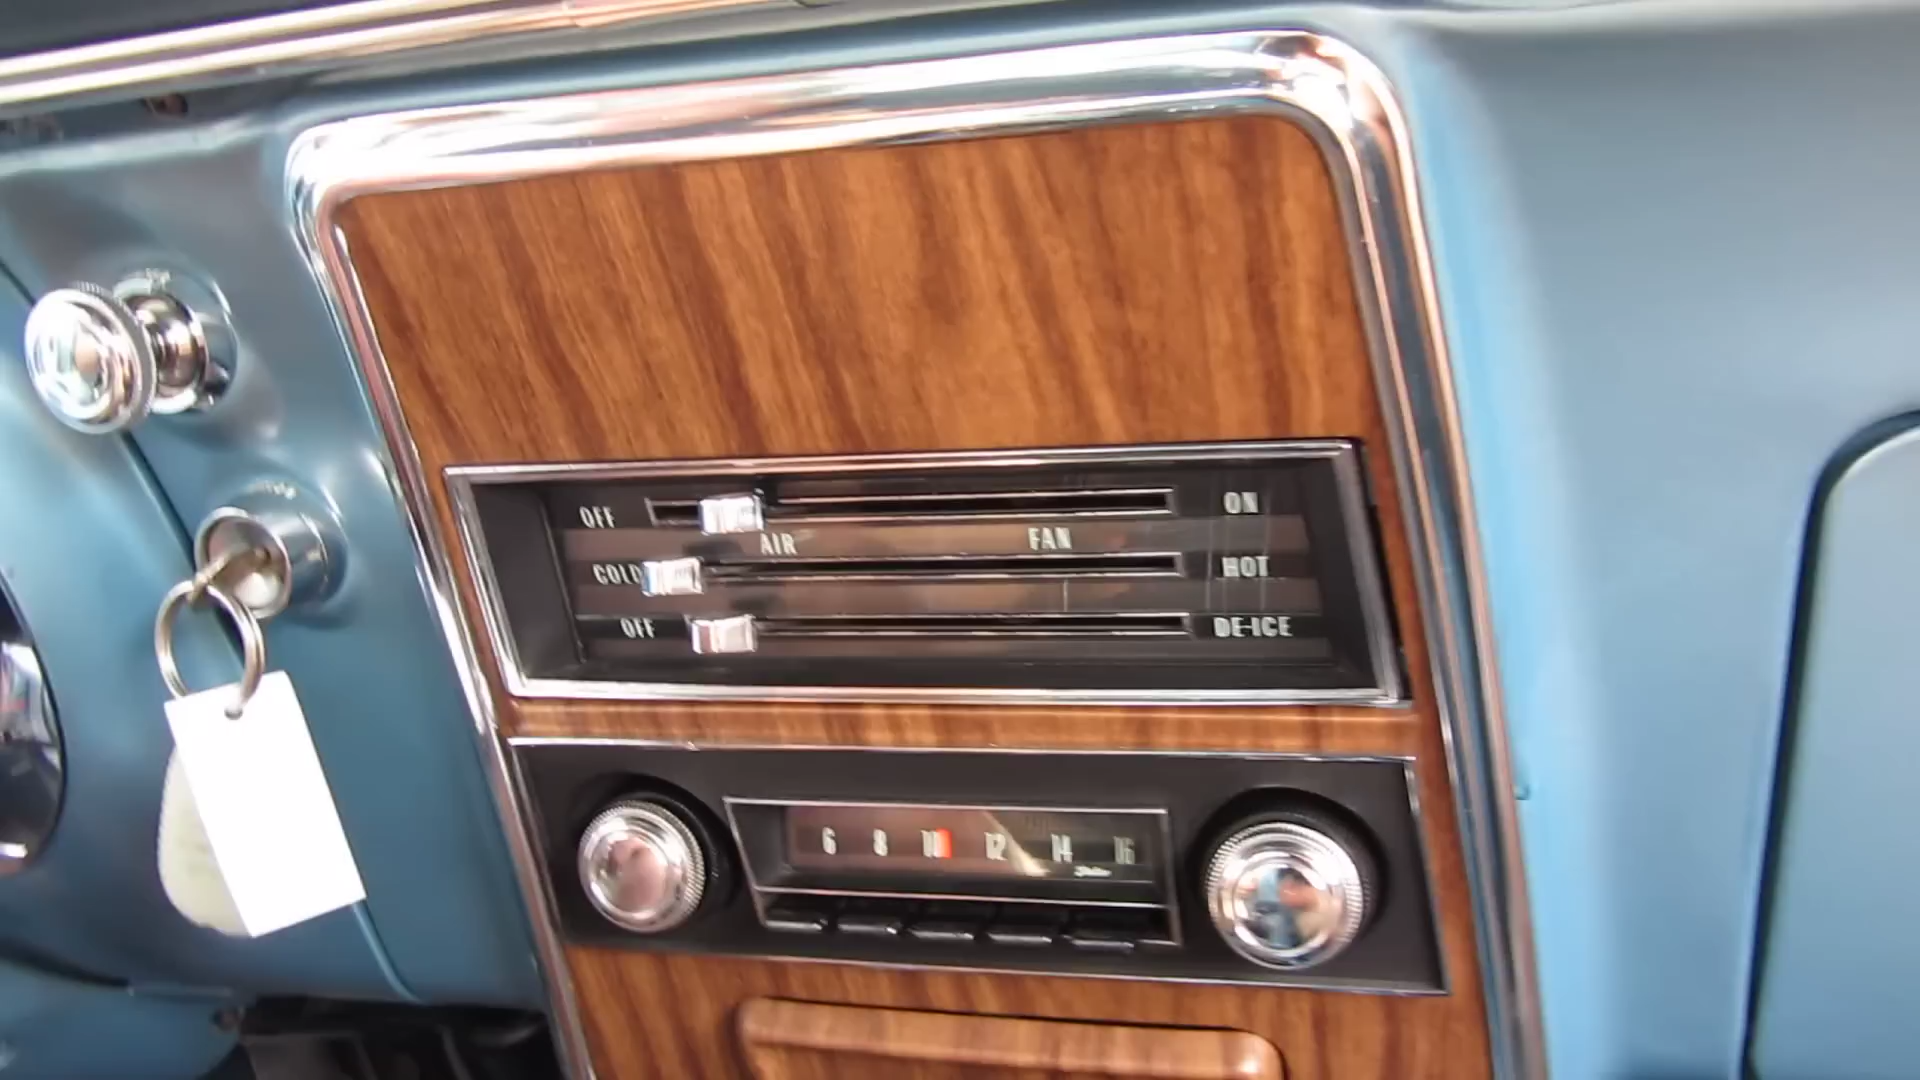 OFF ON
AIR FAN
COLD HOT
OFF DE-ICE
6 8 10 12 14 16